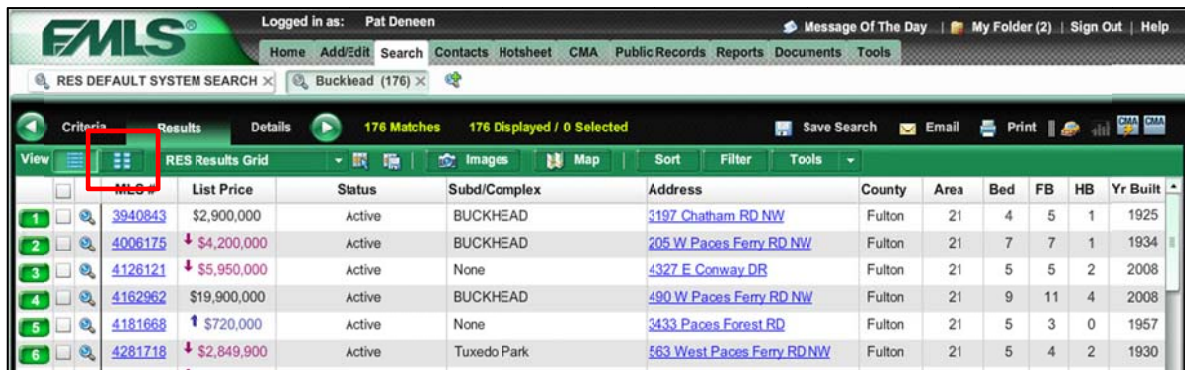 FMLS®
Logged in as: Pat Deneen
Message Of The Day | My Folder (2) | Sign Out | Help
Home Add/Edit Search Contacts Hotsheet CMA Public Records Reports Documents Tools
RES DEFAULT SYSTEM SEARCH Buckhead (176)
Criteria Results Details 176 Matches 176 Displayed / 0 Selected Save Search Email Print CMA CMA
View RES Results Grid Images Map Sort Filter Tools
MLS # List Price Status Subd/Complex Address County Area Bed FB HB Yr Built
1 3940843 $2,900,000 Active BUCKHEAD 3197 Chatham RD NW Fulton 21 4 5 1 1925
2 4006175 $4,200,000 Active BUCKHEAD 205 W Paces Ferry RD NW Fulton 21 7 7 1 1934
3 4126121 $5,950,000 Active None 4327 E Conway DR Fulton 21 5 5 2 2008
4 4162962 $19,900,000 Active BUCKHEAD 490 W Paces Ferry RD NW Fulton 21 9 11 4 2008
5 4181668 $720,000 Active None 3433 Paces Forest RD Fulton 21 5 3 0 1957
6 4281718 $2,849,900 Active Tuxedo Park 563 West Paces Ferry RD NW Fulton 21 5 4 2 1930